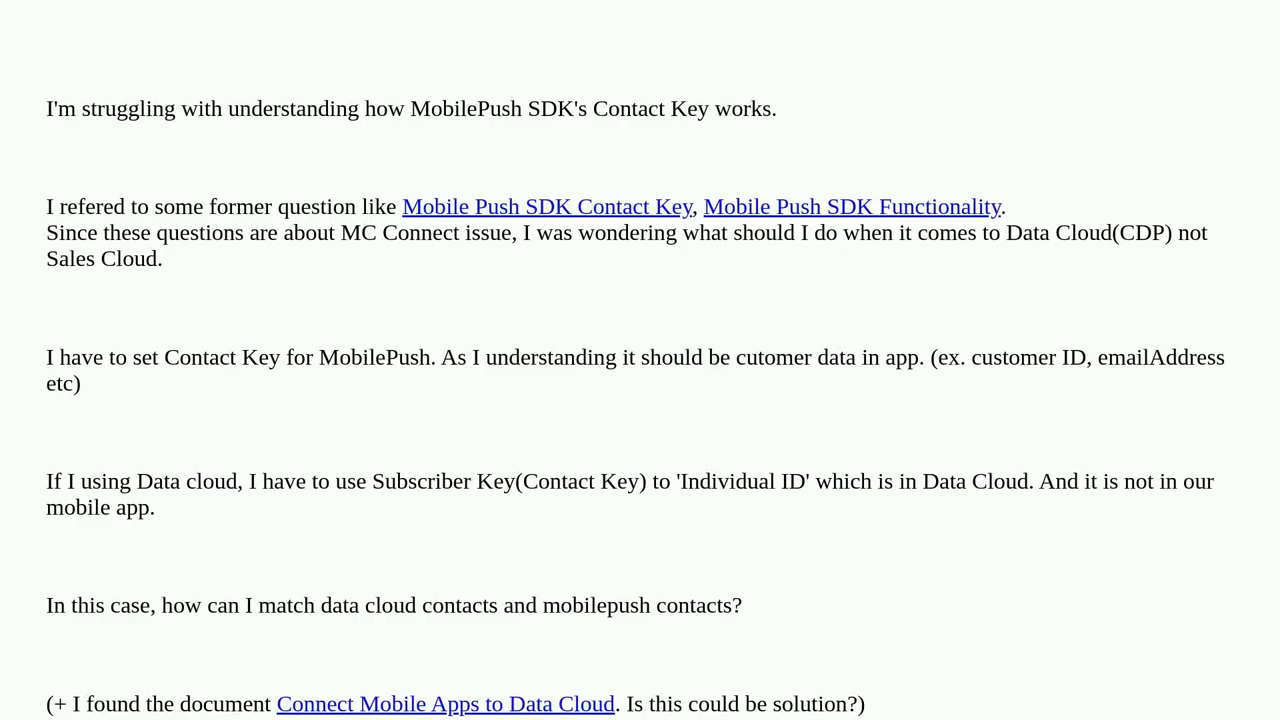 I'm struggling with understanding how MobilePush SDK's Contact Key works.
I refered to some former question like Mobile Push SDK Contact Key, Mobile Push SDK Functionality.
Since these questions are about MC Connect issue, I was wondering what should I do when it comes to Data Cloud(CDP) not
Sales Cloud.
I have to set Contact Key for MobilePush. As I understanding it should be cutomer data in app. (ex. customer ID, emailAddress
etc)
If I using Data cloud, I have to use Subscriber Key(Contact Key) to 'Individual ID' which is in Data Cloud. And it is not in our
mobile app.
In this case, how can I match data cloud contacts and mobilepush contacts?
(+ I found the document Connect Mobile Apps to Data Cloud. Is this could be solution?)